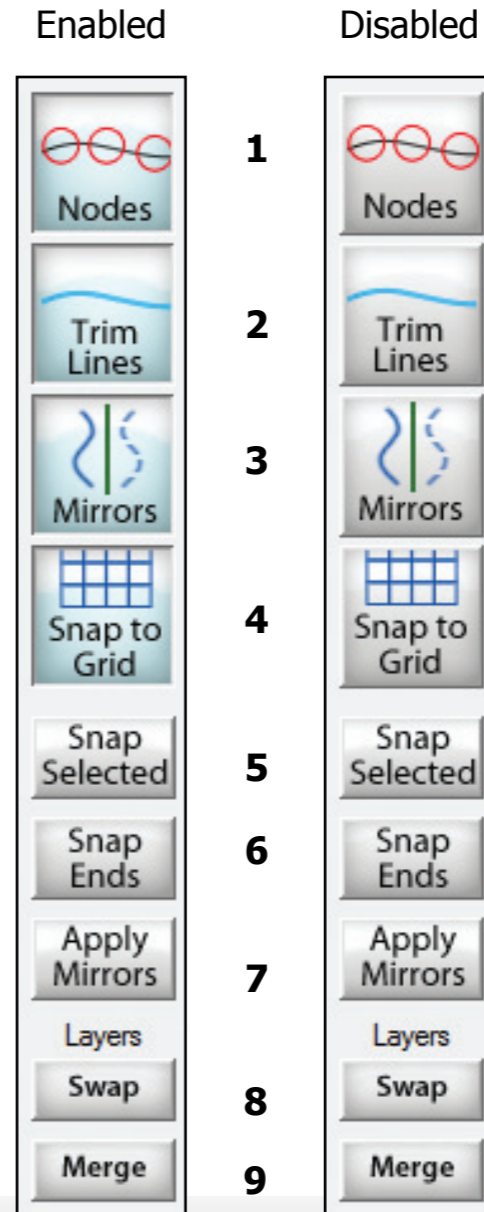 Enabled
Disabled
Nodes
1
Nodes
Trim
Lines
2
Trim
Lines
Mirrors
3
Mirrors
Snap to
Grid
4
Snap to
Grid
Snap
Selected
5
Snap
Selected
Snap
Ends
6
Snap
Ends
Apply
Mirrors
7
Apply
Mirrors
Layers
Layers
Swap
8
Swap
Merge
9
Merge